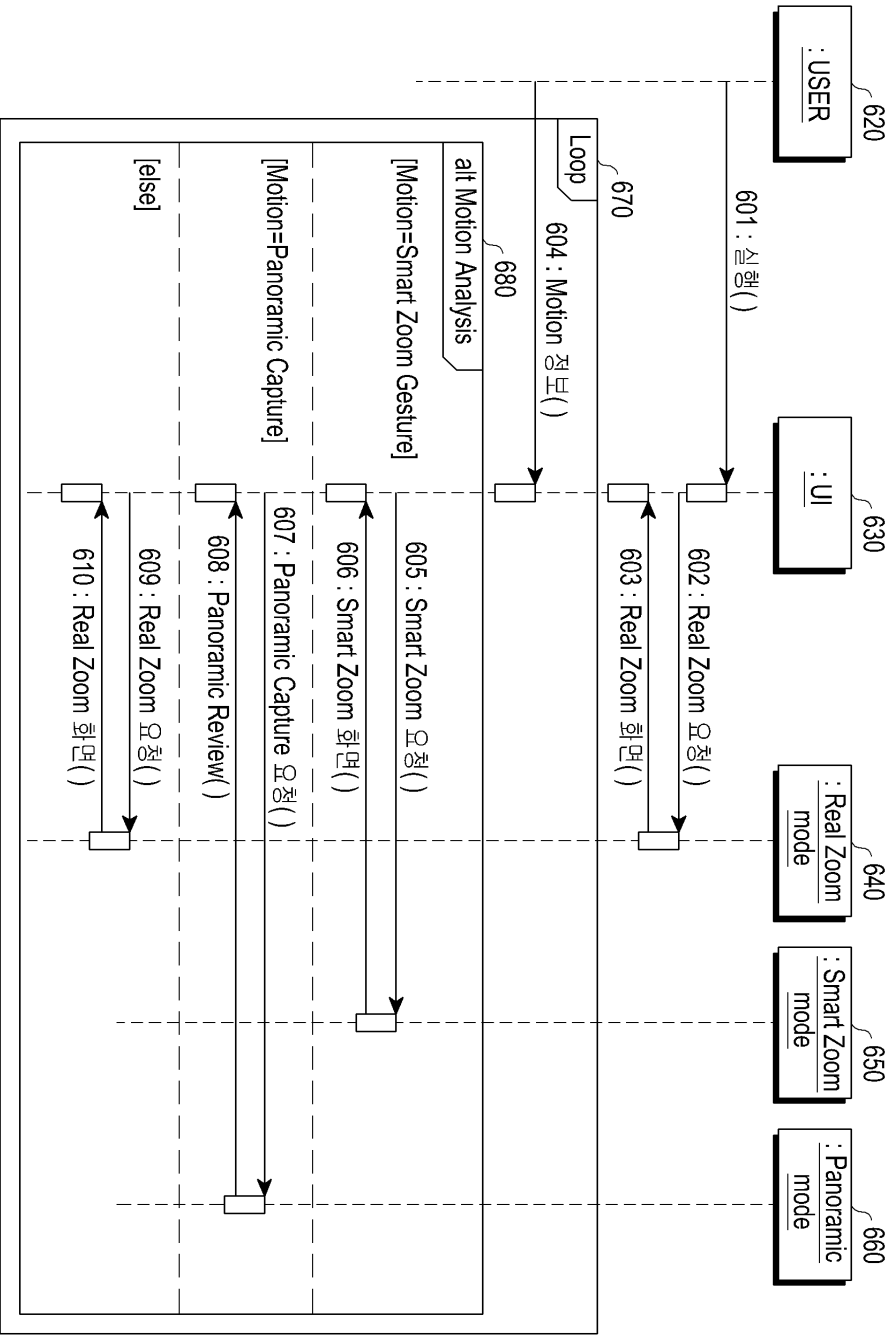 620
: USER
630
: UI
640
: Real Zoom
mode
650
: Smart Zoom
mode
660
: Panoramic
mode
601 : 실행( )
602 : Real Zoom 요청( )
603 : Real Zoom 화면( )
670
Loop
604 : Motion 정보( )
680
alt Motion Analysis
[Motion=Smart Zoom Gesture]
605 : Smart Zoom 요청( )
606 : Smart Zoom 화면( )
[Motion=Panoramic Capture]
607 : Panoramic Capture 요청( )
608 : Panoramic Review( )
[else]
609 : Real Zoom 요청( )
610 : Real Zoom 화면( )